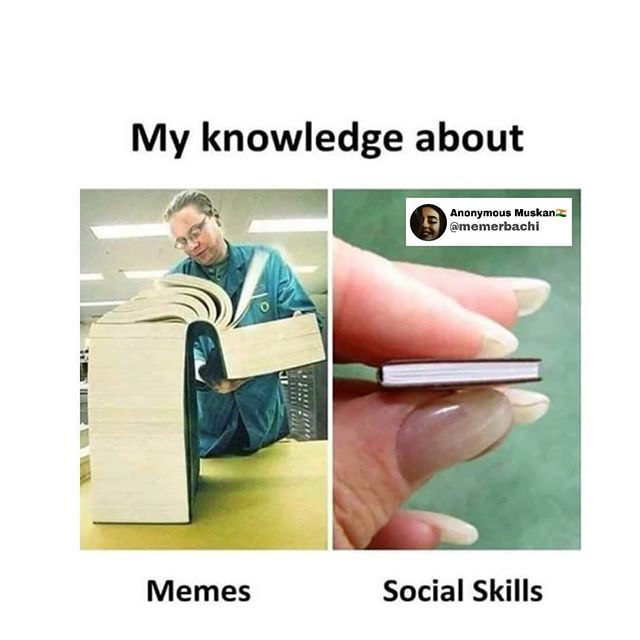 My knowledge about
Anonymous Muskan🇮🇳
@memerbachi
Memes
Social Skills